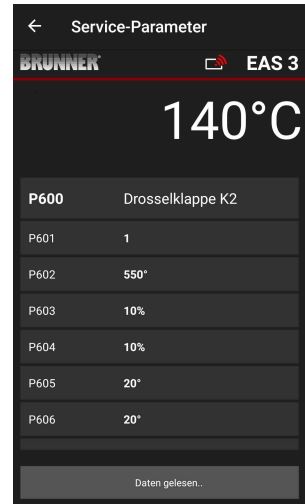 Service-Parameter
BRUNNER® EAS 3
140°C
P600 Drosselklappe K2
P601 1
P602 550°
P603 10%
P604 10%
P605 20°
P606 20°
Daten gelesen..